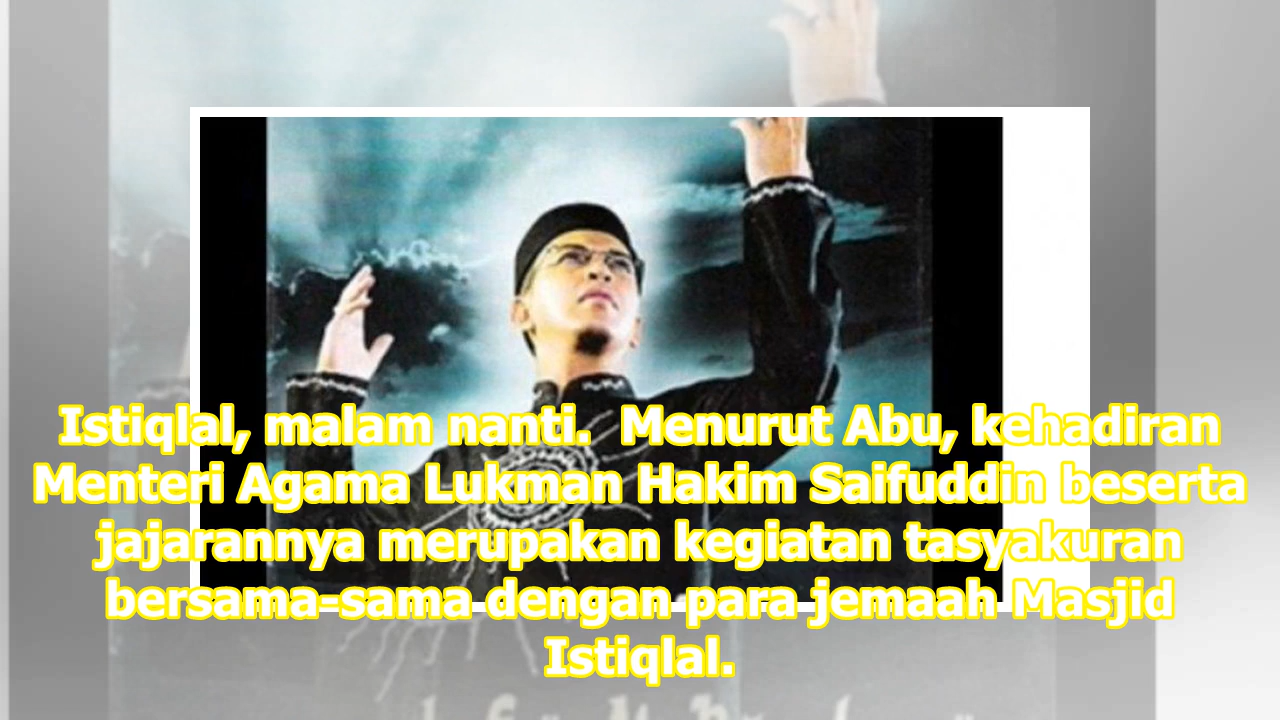 Istiqlal, malam nanti.  Menurut Abu, kehadiran
Menteri Agama Lukman Hakim Saifuddin beserta
jajarannya merupakan kegiatan tasyakuran
bersama-sama dengan para jemaah Masjid
Istiqlal.